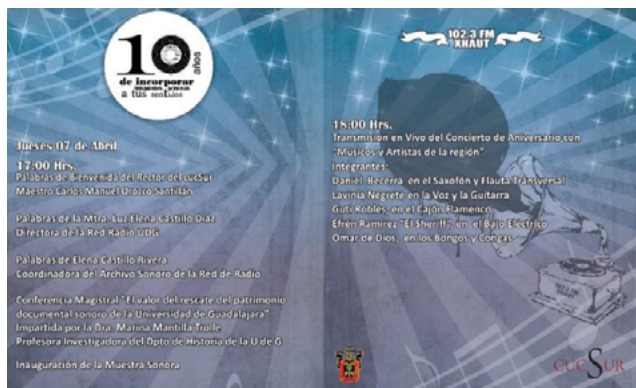 10
años
de incorporar
a tus sentidos
Jueves 07 de Abril
17:00 Hrs.
Palabras de Bienvenida del Rector del cucSur
Maestro Carlos Manuel Orozco Santillán
Palabras de la Mtra. Luz Elena Castillo Díaz
Directora de la Red Radio UDG
Palabras de Elena Castillo Rivera
Coordinadora del Archivo Sonoro de la Red de Radio
Conferencia Magistral "El valor del rescate del patrimonio
documental sonoro de la Universidad de Guadalajara"
Impartida por la Dra. Marina Mantilla Trolle
Profesora Investigadora del Dpto de Historia de la U de G
Inauguración de la Muestra Sonora
102.3 FM
XHAUT
18:00 Hrs.
Transmisión en Vivo del Concierto de Aniversario con
"Músicos y Artistas de la región"
Integrantes:
Daniel Becerra en el Saxofón y Flauta Transversal
Lavinia Negrete en la Voz y la Guitarra
Guti Robles, en el Cajón Flamenco
Efrén Ramírez "El Sheriff", en el Bajo Eléctrico
Omar de Dios, en los Bongos y Congas
102.3 FM
XHAUT
CUCSUR